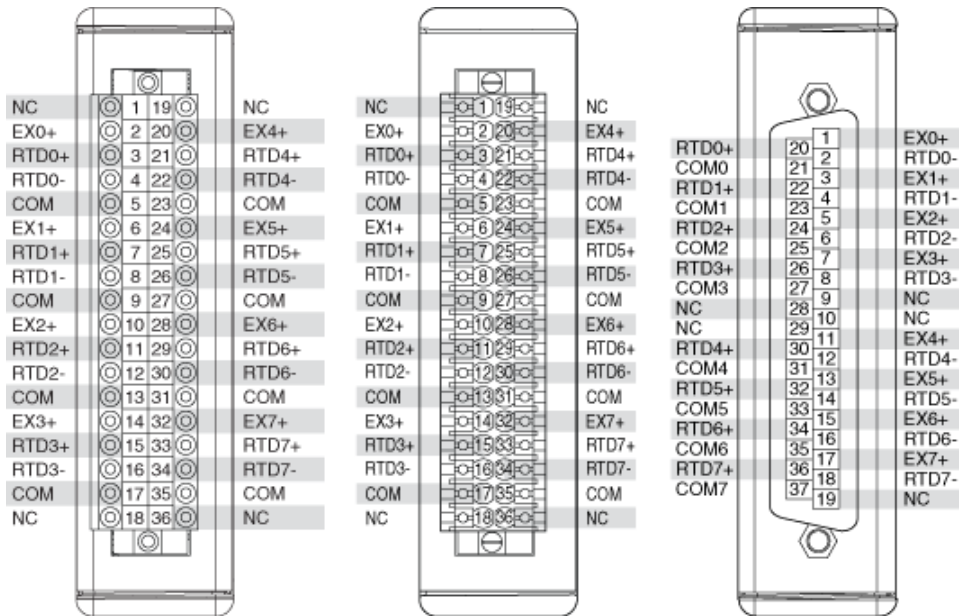 NC 1 19 NC
EX0+ 2 20 EX4+
RTD0+ 3 21 RTD4+
RTD0- 4 22 RTD4-
COM 5 23 COM
EX1+ 6 24 EX5+
RTD1+ 7 25 RTD5+
RTD1- 8 26 RTD5-
COM 9 27 COM
EX2+ 10 28 EX6+
RTD2+ 11 29 RTD6+
RTD2- 12 30 RTD6-
COM 13 31 COM
EX3+ 14 32 EX7+
RTD3+ 15 33 RTD7+
RTD3- 16 34 RTD7-
COM 17 35 COM
NC 18 36 NC
NC 1 19 NC
EX0+ 2 20 EX4+
RTD0+ 3 21 RTD4+
RTD0- 4 22 RTD4-
COM 5 23 COM
EX1+ 6 24 EX5+
RTD1+ 7 25 RTD5+
RTD1- 8 26 RTD5-
COM 9 27 COM
EX2+ 10 28 EX6+
RTD2+ 11 29 RTD6+
RTD2- 12 30 RTD6-
COM 13 31 COM
EX3+ 14 32 EX7+
RTD3+ 15 33 RTD7+
RTD3- 16 34 RTD7-
COM 17 35 COM
NC 18 36 NC
1 EX0+
RTD0+ 20
2 RTD0-
COM0 21
3 EX1+
RTD1+ 22
4 RTD1-
COM1 23
5 EX2+
RTD2+ 24
6 RTD2-
COM2 25
7 EX3+
RTD3+ 26
8 RTD3-
COM3 27
9 NC
NC 28
10 NC
NC 29
11 EX4+
RTD4+ 30
12 RTD4-
COM4 31
13 EX5+
RTD5+ 32
14 RTD5-
COM5 33
15 EX6+
RTD6+ 34
16 RTD6-
COM6 35
17 EX7+
RTD7+ 36
18 RTD7-
COM7 37
19 NC